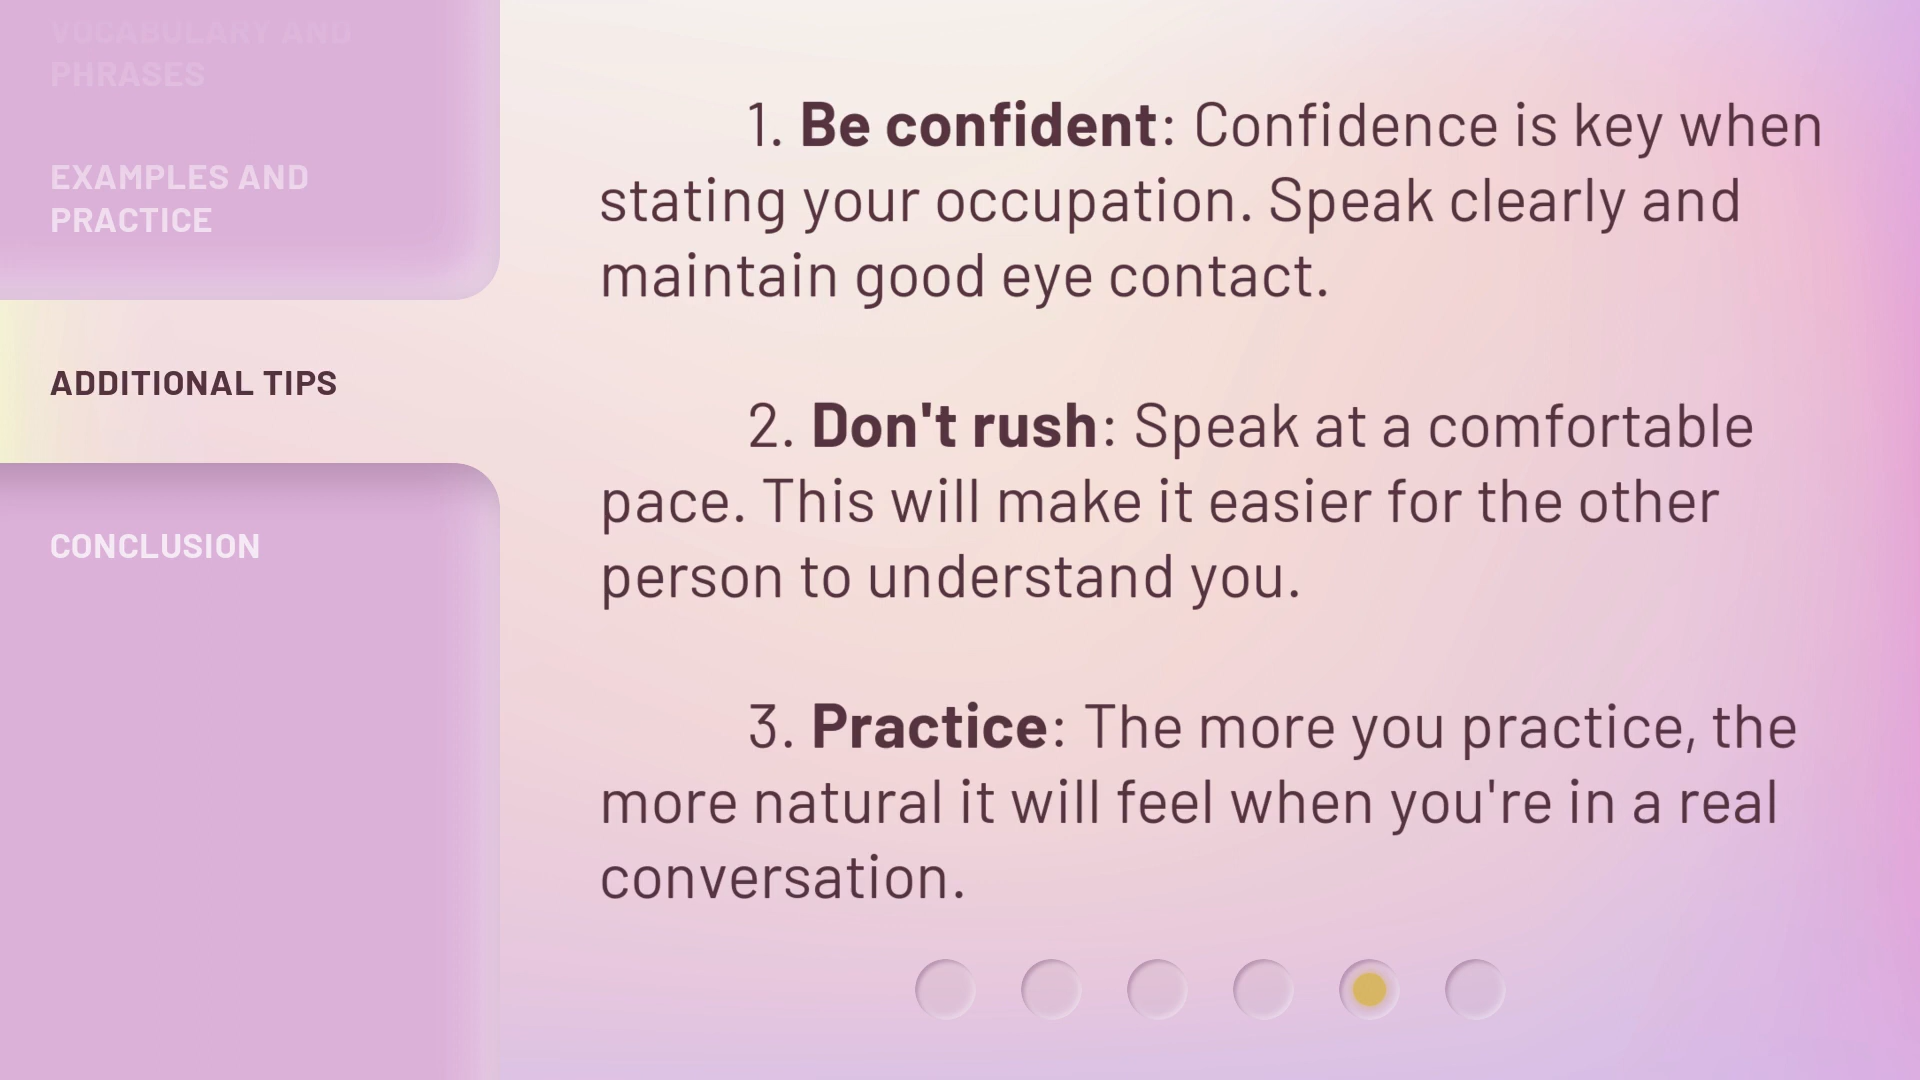 VOCABULARY AND
PHRASES
EXAMPLES AND
PRACTICE
ADDITIONAL TIPS
CONCLUSION
1. Be confident: Confidence is key when
stating your occupation. Speak clearly and
maintain good eye contact.
2. Don't rush: Speak at a comfortable
pace. This will make it easier for the other
person to understand you.
3. Practice: The more you practice, the
more natural it will feel when you're in a real
conversation.